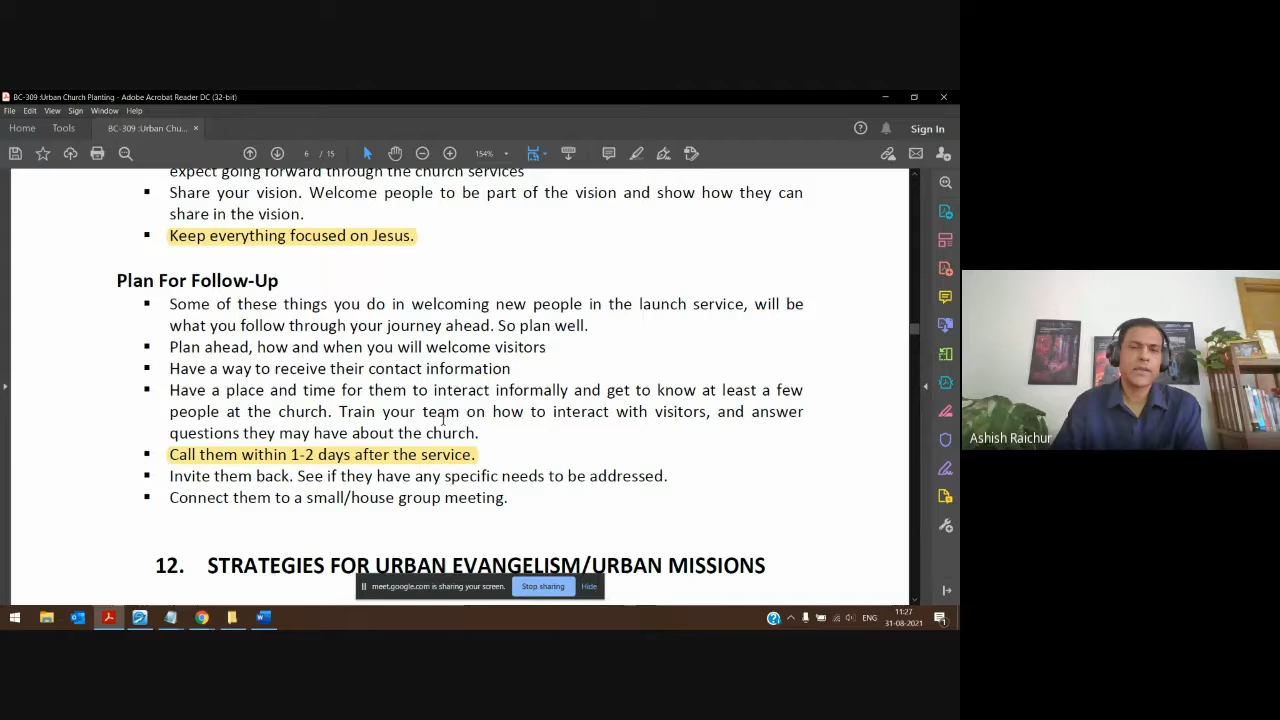 BC-309 :Urban Church Planting - Adobe Acrobat Reader DC (32-bit)
File Edit View Sign Window Help
Home Tools BC-309 :Urban Chu... × Sign In
6 / 15 154%
expect going forward through the church services
▪ Share your vision. Welcome people to be part of the vision and show how they can
share in the vision.
▪ Keep everything focused on Jesus.
Plan For Follow-Up
▪ Some of these things you do in welcoming new people in the launch service, will be
what you follow through your journey ahead. So plan well.
▪ Plan ahead, how and when you will welcome visitors
▪ Have a way to receive their contact information
▪ Have a place and time for them to interact informally and get to know at least a few
people at the church. Train your team on how to interact with visitors, and answer
questions they may have about the church.
▪ Call them within 1-2 days after the service.
▪ Invite them back. See if they have any specific needs to be addressed.
▪ Connect them to a small/house group meeting.
12. STRATEGIES FOR URBAN EVANGELISM/URBAN MISSIONS
meet.google.com is sharing your screen. Stop sharing Hide
ENG
11:27
31-08-2021
Ashish Raichur